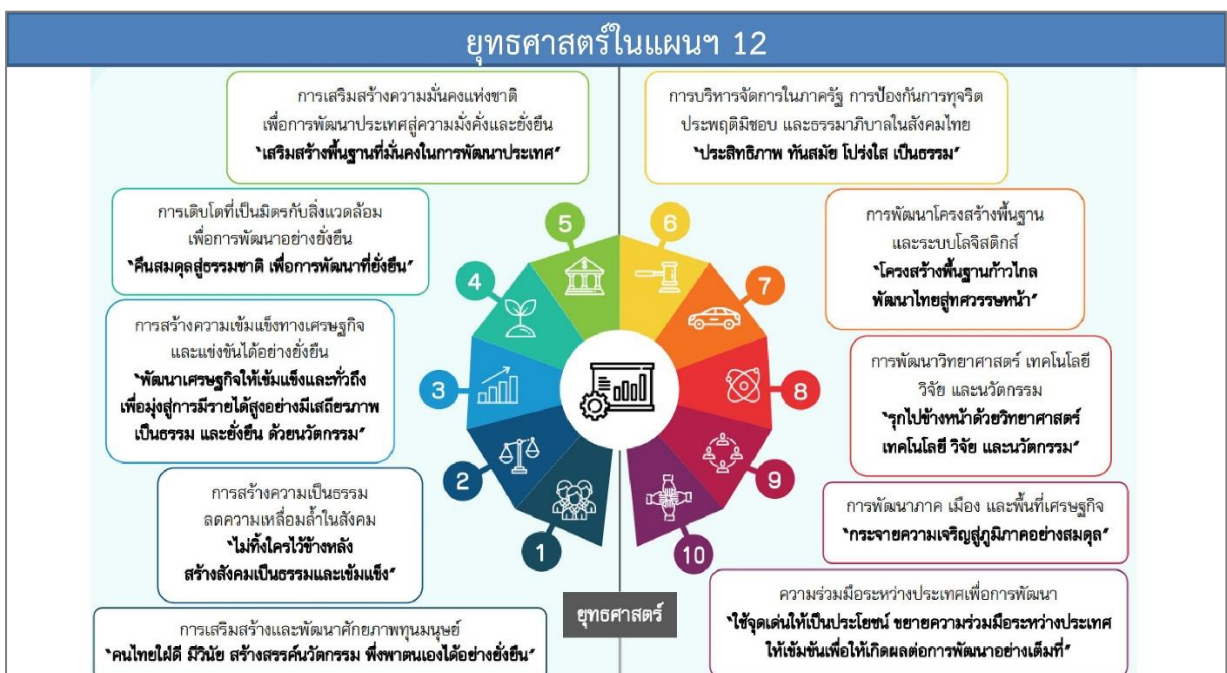 ยุทธศาสตร์ในแผนฯ 12
การเสริมสร้างความมั่นคงแห่งชาติ
เพื่อการพัฒนาประเทศสู่ความมั่งคั่งและยั่งยืน
"เสริมสร้างพื้นฐานที่มั่นคงในการพัฒนาประเทศ"
การเติบโตที่เป็นมิตรกับสิ่งแวดล้อม
เพื่อการพัฒนาอย่างยั่งยืน
"คืนสมดุลสู่ธรรมชาติ เพื่อการพัฒนาที่ยั่งยืน"
การสร้างความเข้มแข็งทางเศรษฐกิจ
และแข่งขันได้อย่างยั่งยืน
"พัฒนาเศรษฐกิจให้เข้มแข็งและทั่วถึง
เพื่อมุ่งสู่การมีรายได้สูงอย่างมีเสถียรภาพ
เป็นธรรม และยั่งยืน ด้วยนวัตกรรม"
การสร้างความเป็นธรรม
ลดความเหลื่อมล้ำในสังคม
"ไม่ทิ้งใครไว้ข้างหลัง
สร้างสังคมเป็นธรรมและเข้มแข็ง"
การเสริมสร้างและพัฒนาศักยภาพทุนมนุษย์
"คนไทยใฝ่ดี มีวินัย สร้างสรรค์นวัตกรรม พึ่งพาตนเองได้อย่างยั่งยืน"
5
4
3
2
1
6
7
8
9
10
ยุทธศาสตร์
การบริหารจัดการในภาครัฐ การป้องกันการทุจริต
ประพฤติมิชอบ และธรรมาภิบาลในสังคมไทย
"ประสิทธิภาพ ทันสมัย โปร่งใส เป็นธรรม"
การพัฒนาโครงสร้างพื้นฐาน
และระบบโลจิสติกส์
"โครงสร้างพื้นฐานก้าวไกล
พัฒนาไทยสู่ทศวรรษหน้า"
การพัฒนาวิทยาศาสตร์ เทคโนโลยี
วิจัย และนวัตกรรม
"รุกไปข้างหน้าด้วยวิทยาศาสตร์
เทคโนโลยี วิจัย และนวัตกรรม"
การพัฒนาภาค เมือง และพื้นที่เศรษฐกิจ
"กระจายความเจริญสู่ภูมิภาคอย่างสมดุล"
ความร่วมมือระหว่างประเทศเพื่อการพัฒนา
"ใช้จุดเด่นให้เป็นประโยชน์ ขยายความร่วมมือระหว่างประเทศ
ให้เข้มข้นเพื่อให้เกิดผลต่อการพัฒนาอย่างเต็มที่"